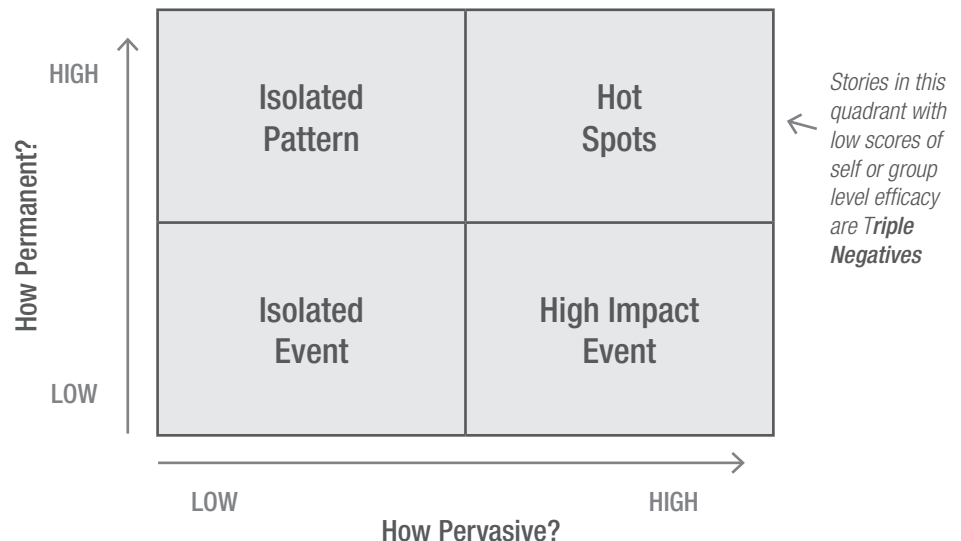 HIGH
Isolated
Pattern
Hot
Spots
Stories in this
quadrant with
low scores of
self or group
level efficacy
are Triple
Negatives
How Permanent?
Isolated
Event
High Impact
Event
LOW
LOW
HIGH
How Pervasive?